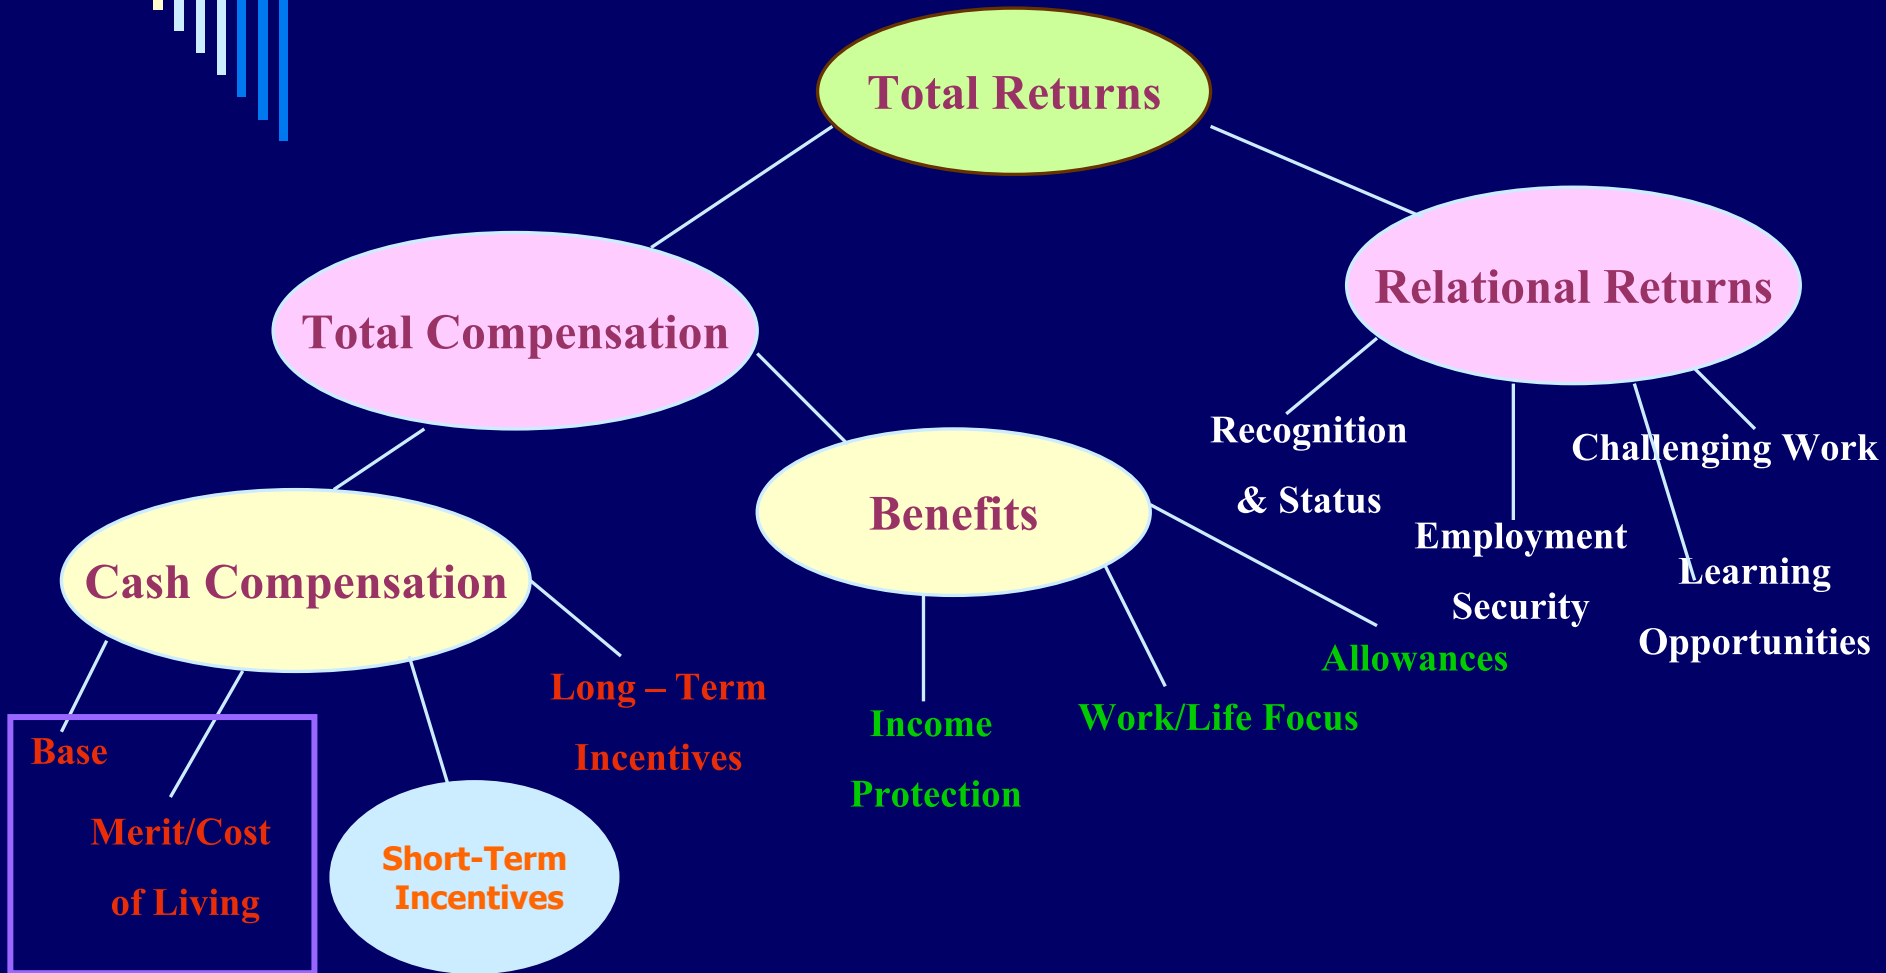 Total Returns
Total Compensation
Relational Returns
Cash Compensation
Benefits
Recognition
& Status
Employment
Security
Challenging Work
Learning
Opportunities
Base
Merit/Cost
of Living
Short-Term
Incentives
Long – Term
Incentives
Income
Protection
Work/Life Focus
Allowances